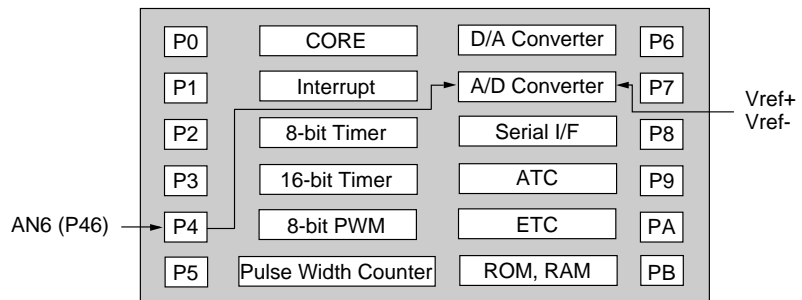 P0 CORE D/A Converter P6
P1 Interrupt A/D Converter P7
Vref+
Vref-
P2 8-bit Timer Serial I/F P8
P3 16-bit Timer ATC P9
AN6 (P46) P4 8-bit PWM ETC PA
P5 Pulse Width Counter ROM, RAM PB